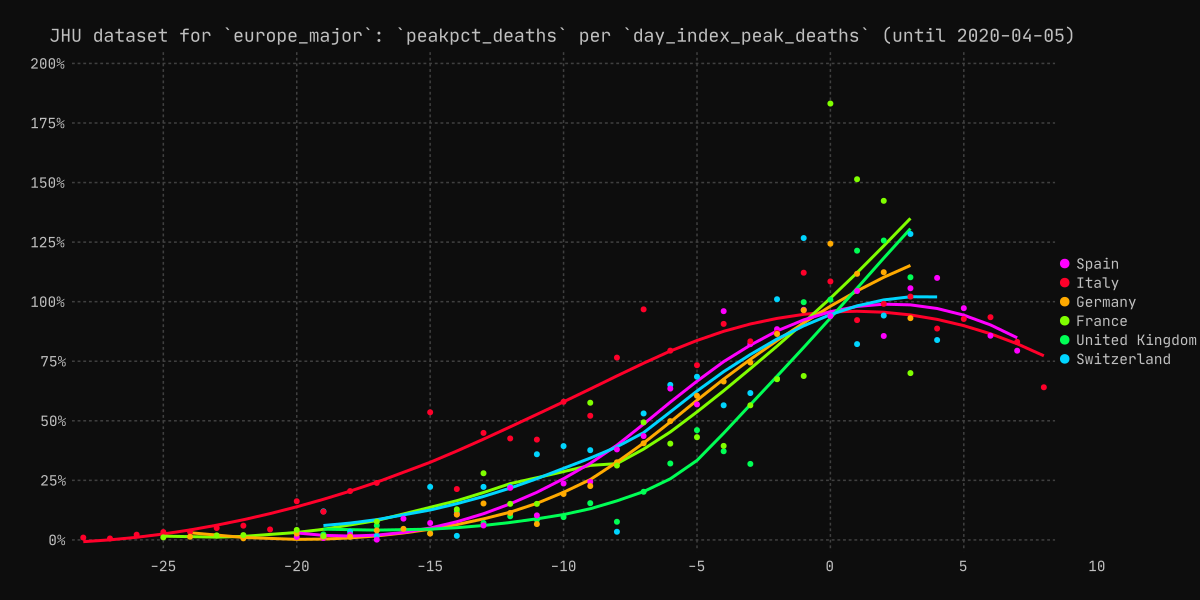 JHU dataset for `europe_major`: `peakpct_deaths` per `day_index_peak_deaths` (until 2020-04-05)
200%
175%
150%
125%
100%
75%
50%
25%
0%
-25 -20 -15 -10 -5 0 5 10
Spain
Italy
Germany
France
United Kingdom
Switzerland